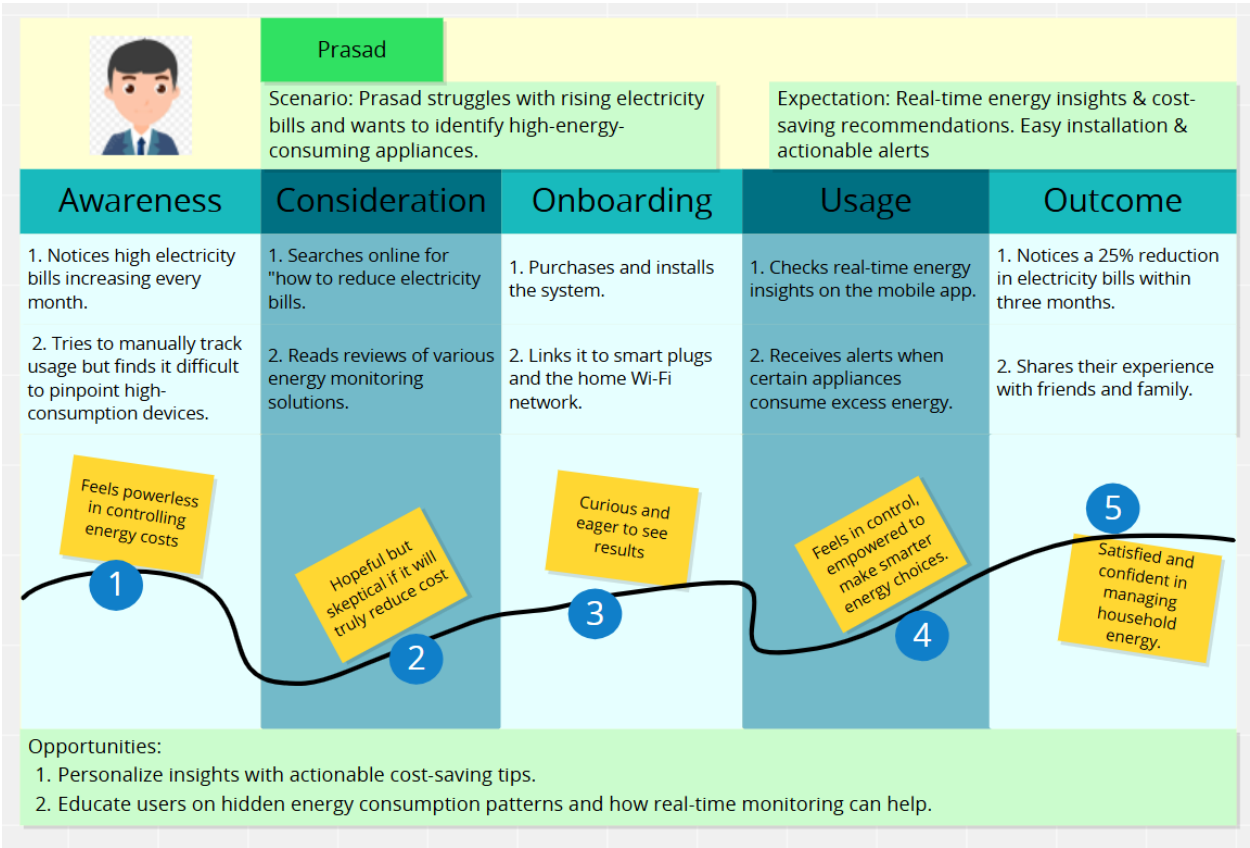 Prasad
Scenario: Prasad struggles with rising electricity
bills and wants to identify high-energy-
consuming appliances.
Expectation: Real-time energy insights & cost-
saving recommendations. Easy installation &
actionable alerts
Awareness
Consideration
Onboarding
Usage
Outcome
1. Notices high electricity
bills increasing every
month.
1. Searches online for
"how to reduce electricity
bills.
1. Purchases and installs
the system.
1. Checks real-time energy
insights on the mobile app.
1. Notices a 25% reduction
in electricity bills within
three months.
2. Tries to manually track
usage but finds it difficult
to pinpoint high-
consumption devices.
2. Reads reviews of various
energy monitoring
solutions.
2. Links it to smart plugs
and the home Wi-Fi
network.
2. Receives alerts when
certain appliances
consume excess energy.
2. Shares their experience
with friends and family.
Feels powerless
in controlling
energy costs
1
Hopeful but
skeptical if it will
truly reduce cost
2
Curious and
eager to see
results
3
Feels in control,
empowered to
make smarter
energy choices.
4
5
Satisfied and
confident in
managing
household
energy.
Opportunities:
1. Personalize insights with actionable cost-saving tips.
2. Educate users on hidden energy consumption patterns and how real-time monitoring can help.